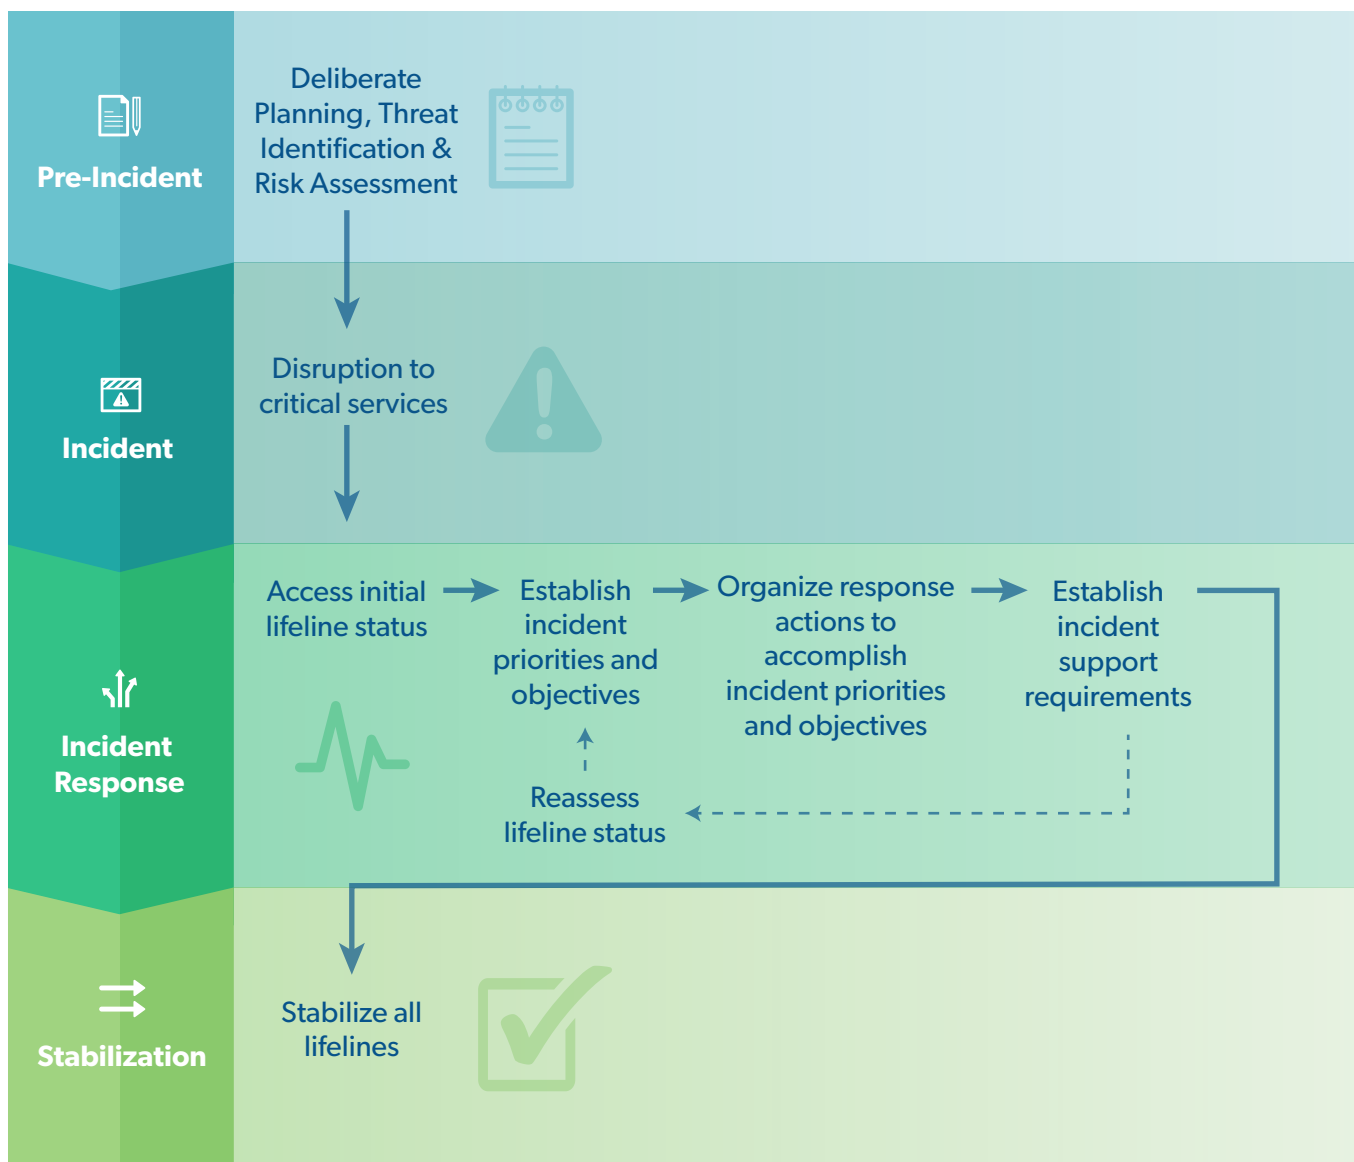 Pre-Incident
Deliberate
Planning, Threat
Identification &
Risk Assessment
Incident
Disruption to
critical services
Incident
Response
Access initial
lifeline status
Establish
incident
priorities and
objectives
Organize response
actions to
accomplish
incident priorities
and objectives
Establish
incident
support
requirements
Reassess
lifeline status
Stabilization
Stabilize all
lifelines